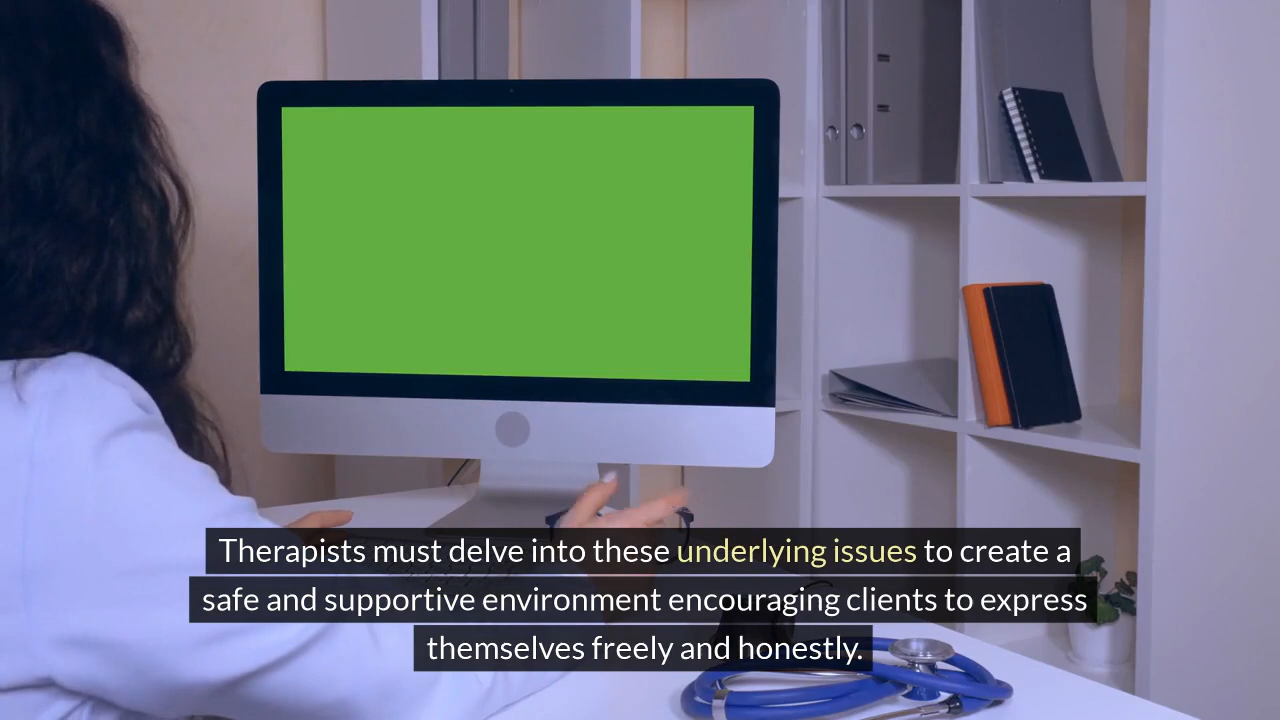 Therapists must delve into these underlying issues to create a
safe and supportive environment encouraging clients to express
themselves freely and honestly.